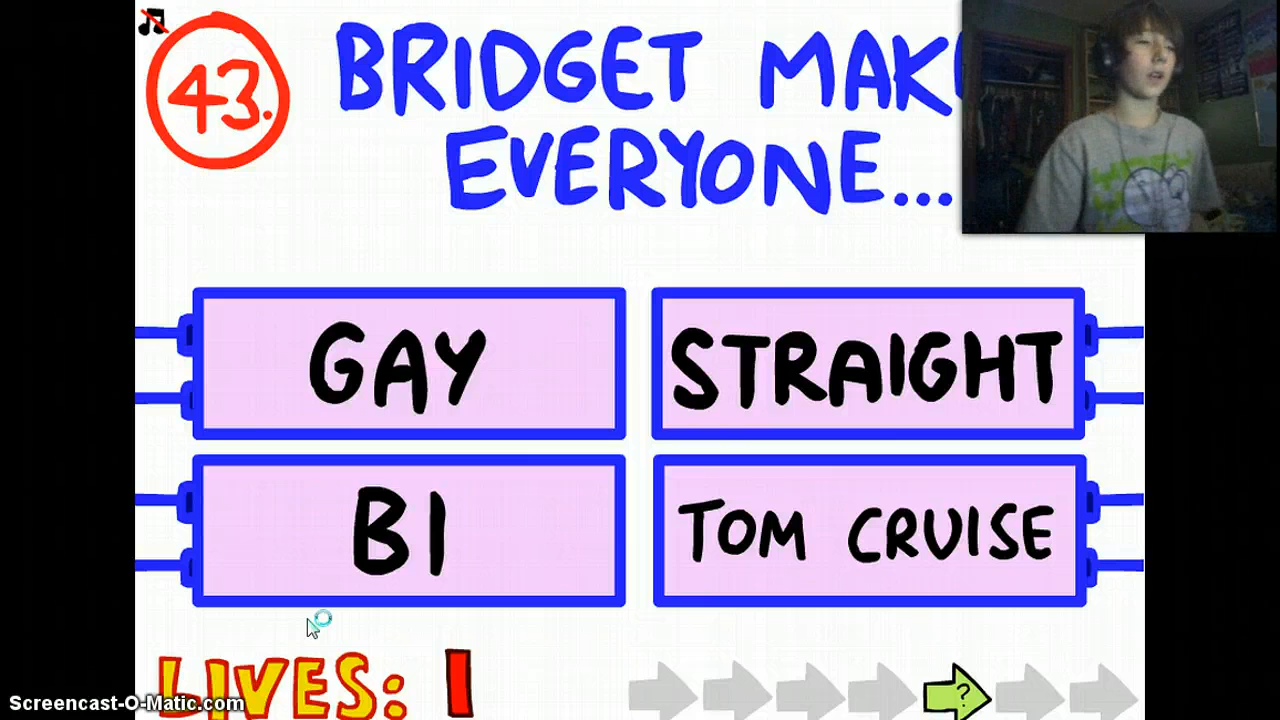 43.
BRIDGET MAK
EVERYONE...
GAY
STRAIGHT
BI
TOM CRUISE
LIVES: 1
?
Screencast-O-Matic.com